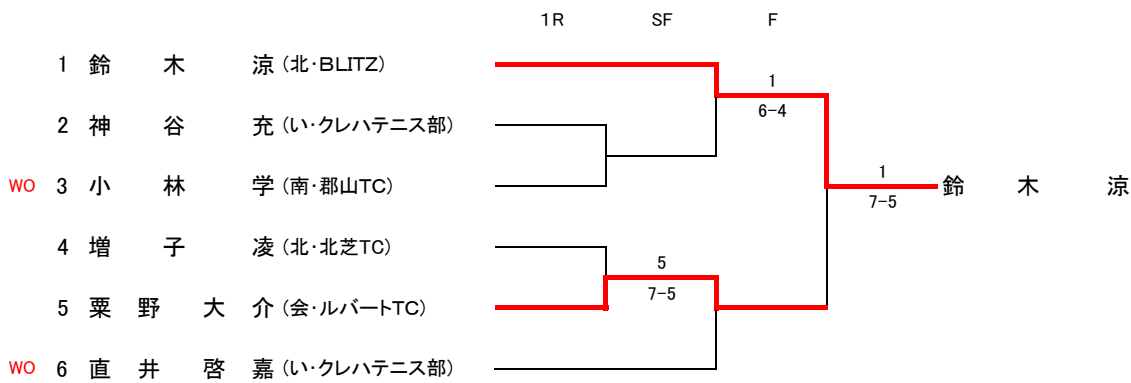 1R SF F
1 鈴 木 涼 (北・BLITZ)
1
6-4
2 神 谷 充 (い・クレハテニス部)
WO 3 小 林 学 (南・郡山TC)
1
7-5
鈴 木 涼
4 増 子 凌 (北・北芝TC)
5
7-5
5 粟 野 大 介 (会・ルバートTC)
WO 6 直 井 啓 嘉 (い・クレハテニス部)